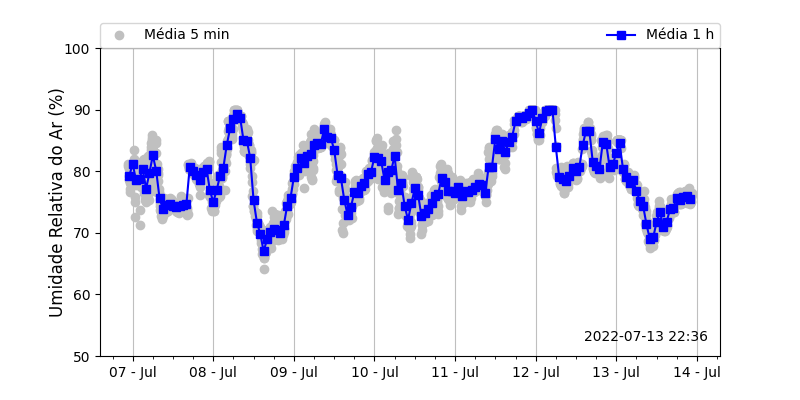 Média 5 min Média 1 h
100
90
80
70
60
50
Umidade Relativa do Ar (%)
2022-07-13 22:36
07 - Jul 08 - Jul 09 - Jul 10 - Jul 11 - Jul 12 - Jul 13 - Jul 14 - Jul